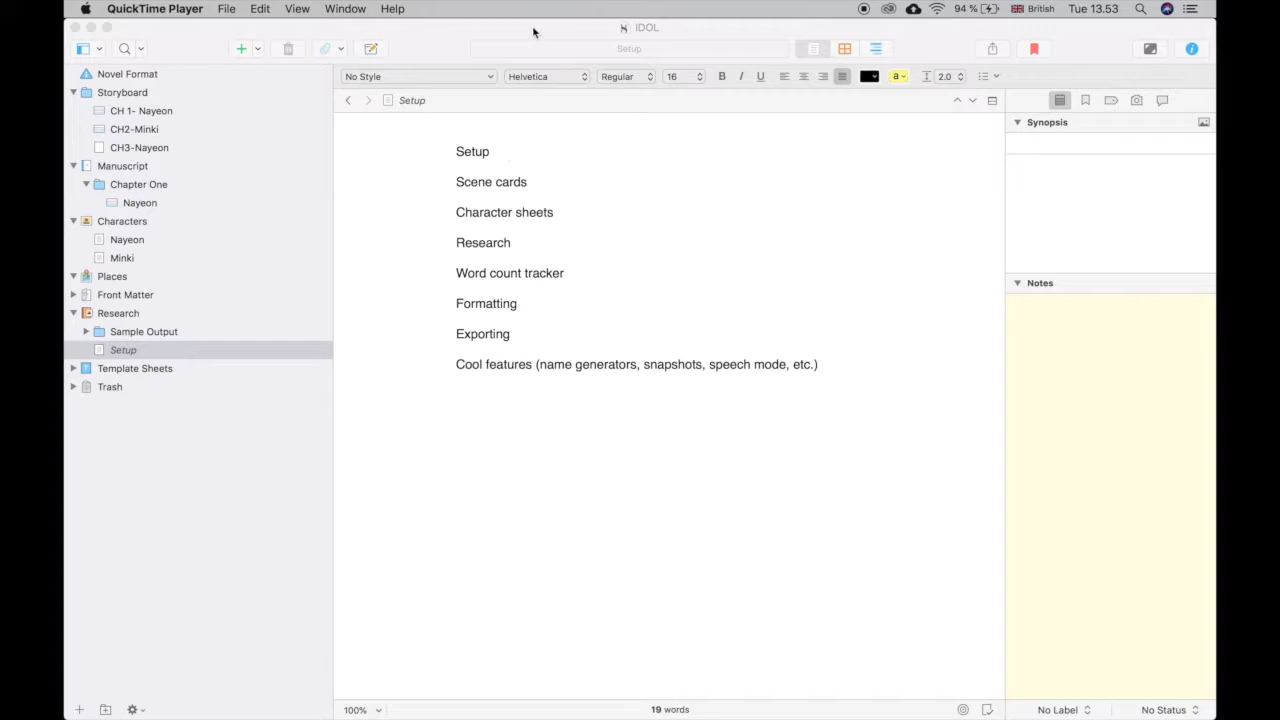 QuickTime Player File Edit View Window Help 94 % British Tue 13.53
IDOL
Setup
No Style Helvetica Regular 16 B I U a 2.0
Novel Format
Storyboard
CH 1- Nayeon
CH2-Minki
CH3-Nayeon
Manuscript
Chapter One
Nayeon
Characters
Nayeon
Minki
Places
Front Matter
Research
Sample Output
Setup
Template Sheets
Trash
Setup
Setup
Scene cards
Character sheets
Research
Word count tracker
Formatting
Exporting
Cool features (name generators, snapshots, speech mode, etc.)
Synopsis
Notes
100% 19 words No Label No Status